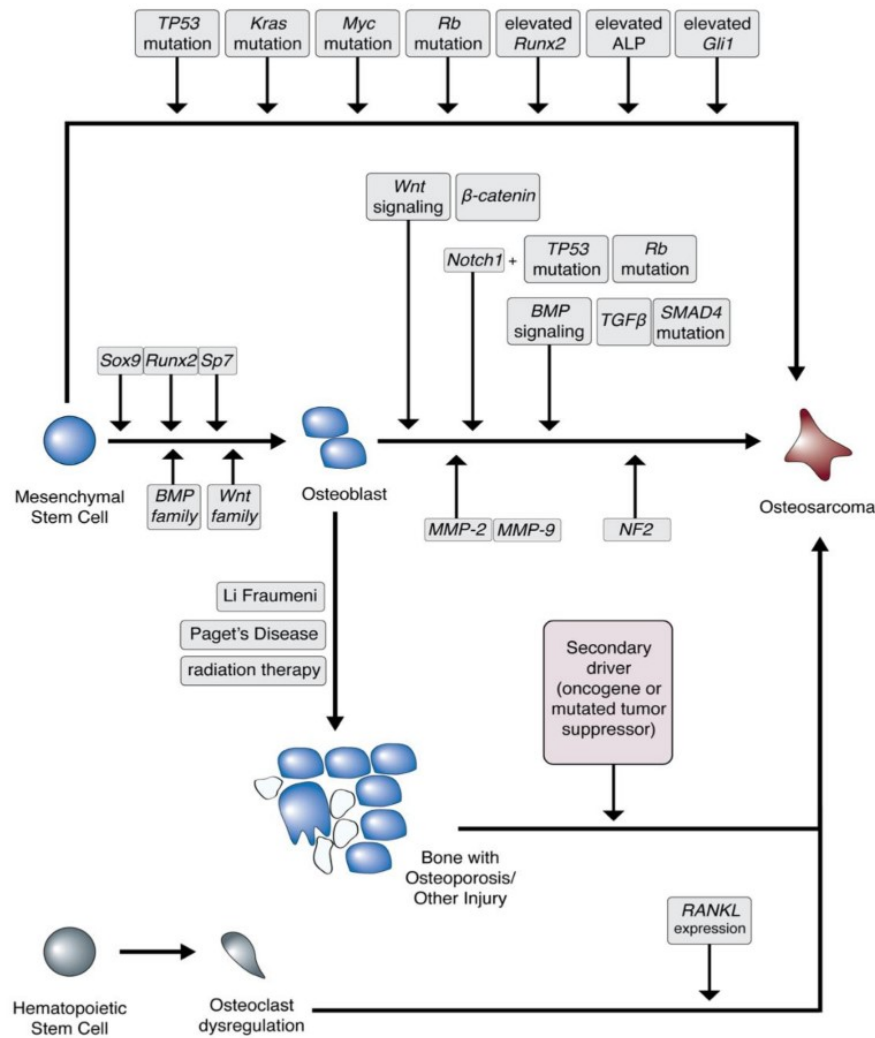 TP53
mutation
Kras
mutation
Myc
mutation
Rb
mutation
elevated
Runx2
elevated
ALP
elevated
Gli1
Wnt
signaling
β-catenin
Notch1 +
TP53
mutation
Rb
mutation
BMP
signaling
TGFβ
SMAD4
mutation
Sox9
Runx2
Sp7
Mesenchymal
Stem Cell
BMP
family
Wnt
family
Osteoblast
MMP-2
MMP-9
NF2
Osteosarcoma
Li Fraumeni
Paget's Disease
radiation therapy
Secondary
driver
(oncogene or
mutated tumor
suppressor)
Bone with
Osteoporosis/
Other Injury
RANKL
expression
Hematopoietic
Stem Cell
Osteoclast
dysregulation